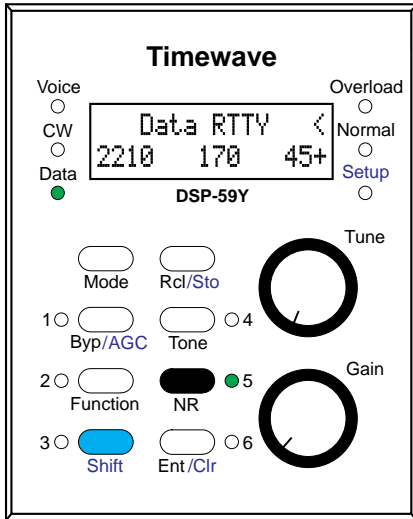 Timewave
Voice
Overload
CW
Data RTTY <
Normal
2210 170 45+
Data
Setup
DSP-59Y
Tune
Mode
Rcl/Sto
1
4
Byp/AGC
Tone
Gain
2
5
Function
NR
3
6
Shift
Ent/Clr